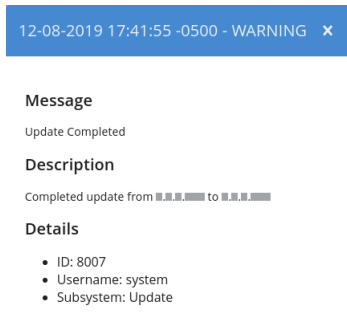 12-08-2019 17:41:55 -0500 - WARNING ×
Message
Update Completed
Description
Completed update from to
Details
• ID: 8007
• Username: system
• Subsystem: Update